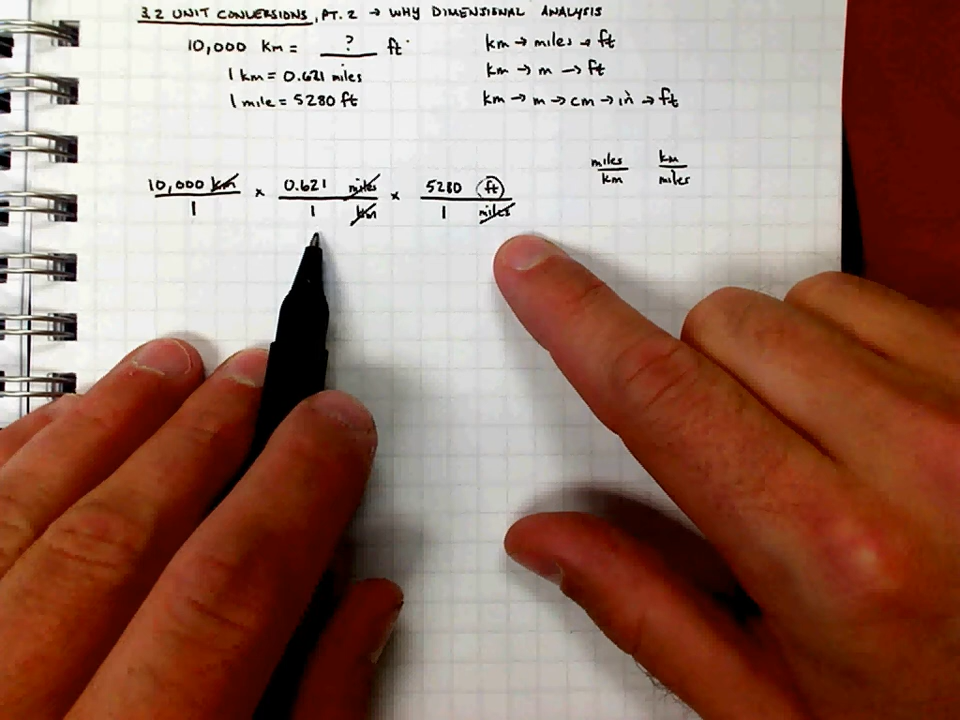 3.2 UNIT CONVERSIONS, PT. 2 → WHY DIMENSIONAL ANALYSIS
10,000 km = ? ft
1 km = 0.621 miles
1 mile = 5280 ft
km → miles → ft
km → m → ft
km → m → cm → in → ft
miles km
km miles
10,000 km × 0.621 miles × 5280 ft
1 1 km 1 miles